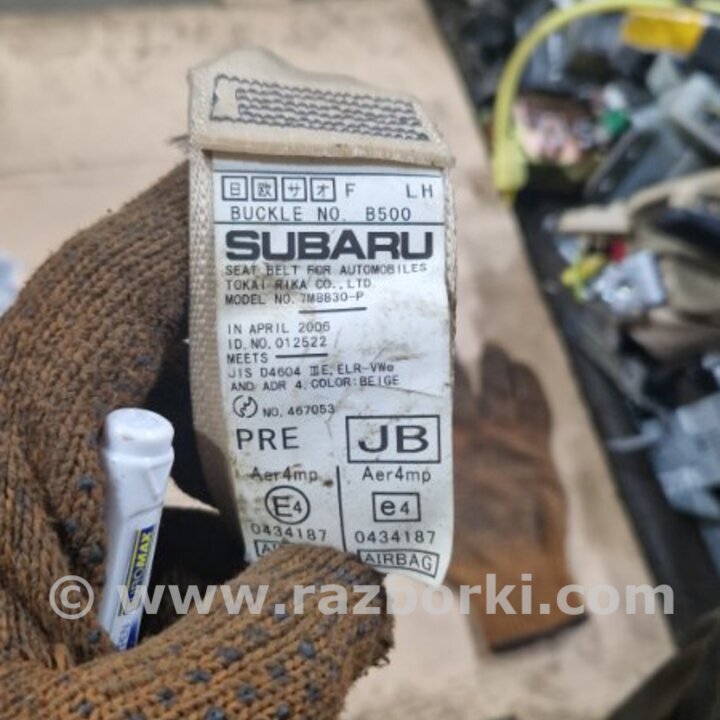 日 欧 サ オ F LH
BUCKLE NO. B500
SUBARU
SEAT BELT FOR AUTOMOBILES
TOKAI RIKA CO., LTD
MODEL NO. 7MBB30-P
IN APRIL 2006
ID.NO.012522
MEETS
JIS D4604 ⅢE, ELR-VWe
AND ADR 4. COLOR:BEIGE
NO. 467053
PRE JB
Aer4mp Aer4mp
E4 e4
0434187 0434187
AIRBAG
© www.razborki.com